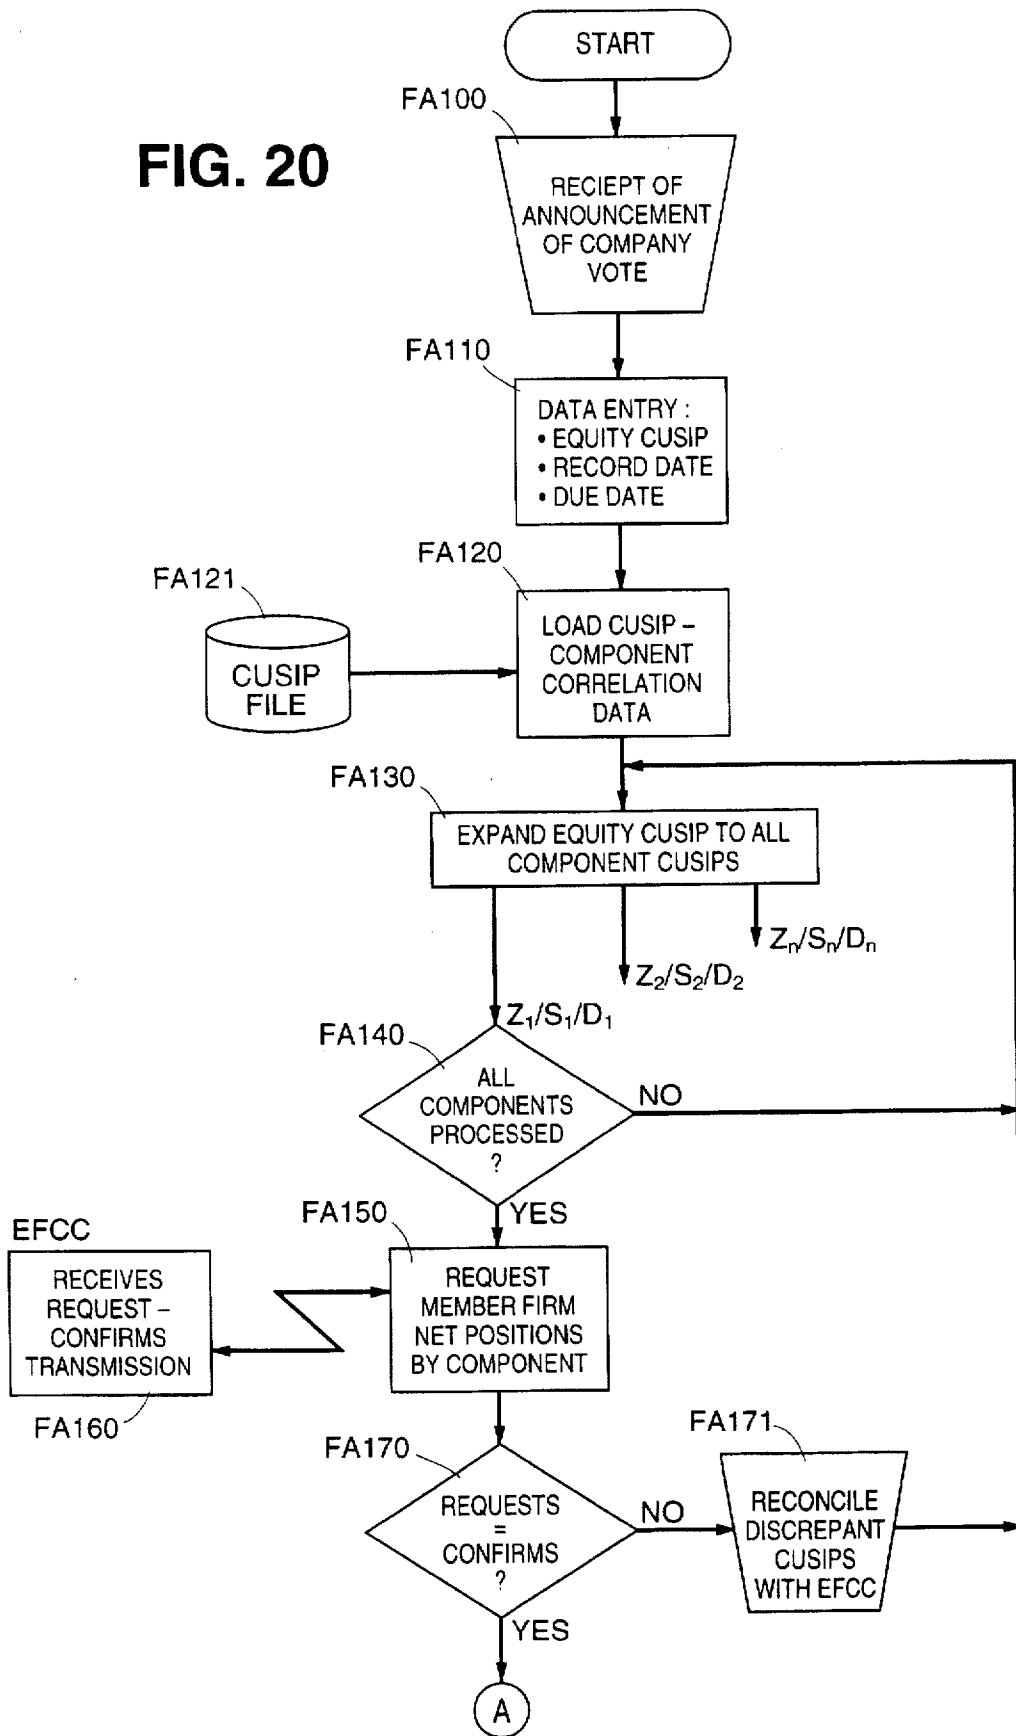 START
FA100
FIG. 20
RECIEPT OF
ANNOUNCEMENT
OF COMPANY
VOTE
FA110
DATA ENTRY :
• EQUITY CUSIP
• RECORD DATE
• DUE DATE
FA120
FA121
LOAD CUSIP –
COMPONENT
CORRELATION
DATA
CUSIP
FILE
FA130
EXPAND EQUITY CUSIP TO ALL
COMPONENT CUSIPS
Zn/Sn/Dn
Z2/S2/D2
Z1/S1/D1
FA140
ALL
COMPONENTS
PROCESSED
?
NO
YES
FA150
EFCC
RECEIVES
REQUEST –
CONFIRMS
TRANSMISSION
FA160
REQUEST
MEMBER FIRM
NET POSITIONS
BY COMPONENT
FA170
FA171
REQUESTS
=
CONFIRMS
?
NO
RECONCILE
DISCREPANT
CUSIPS
WITH EFCC
YES
A